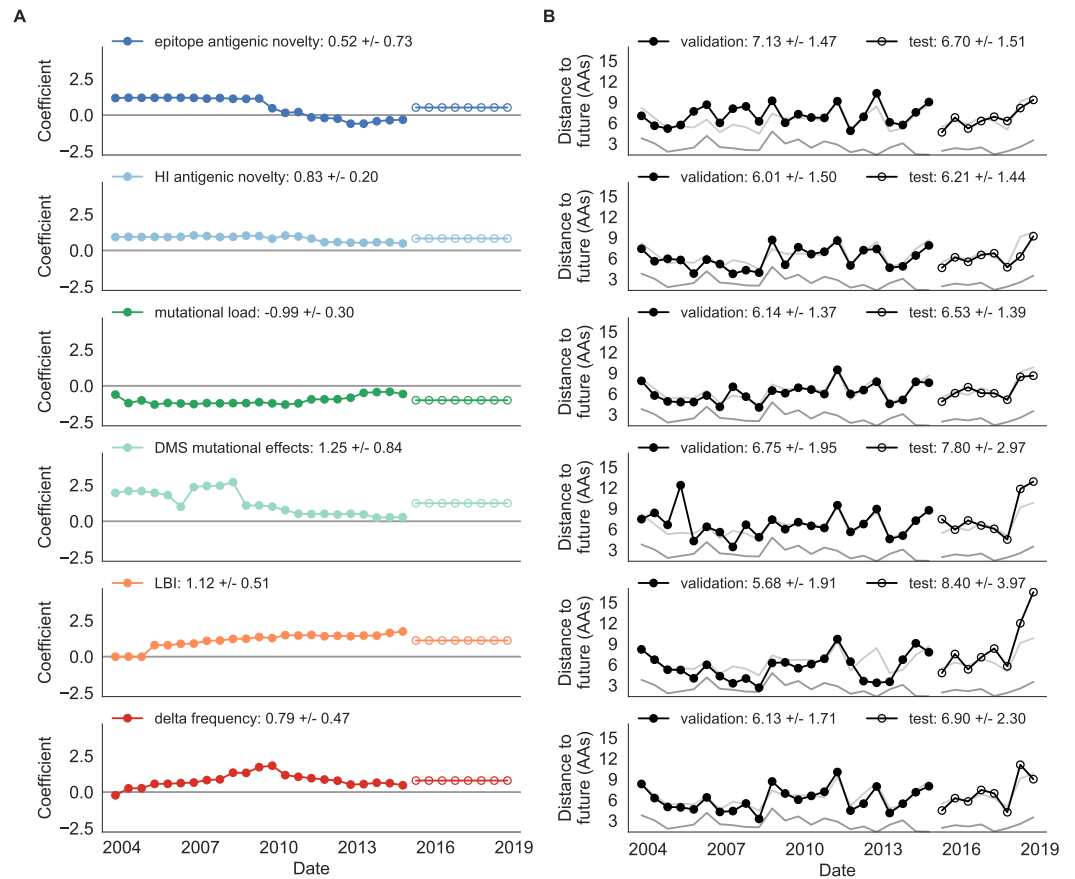 A
B
epitope antigenic novelty: 0.52 +/- 0.73
Coefficient
2.5
0.0
−2.5
validation: 7.13 +/- 1.47
test: 6.70 +/- 1.51
Distance to
future (AAs)
15
9
6
3
HI antigenic novelty: 0.83 +/- 0.20
Coefficient
2.5
0.0
−2.5
validation: 6.01 +/- 1.50
test: 6.21 +/- 1.44
Distance to
future (AAs)
15
9
6
3
mutational load: -0.99 +/- 0.30
Coefficient
2.5
0.0
−2.5
validation: 6.14 +/- 1.37
test: 6.53 +/- 1.39
Distance to
future (AAs)
15
9
6
3
DMS mutational effects: 1.25 +/- 0.84
Coefficient
2.5
0.0
−2.5
validation: 6.75 +/- 1.95
test: 7.80 +/- 2.97
Distance to
future (AAs)
15
9
6
3
LBI: 1.12 +/- 0.51
Coefficient
2.5
0.0
−2.5
validation: 5.68 +/- 1.91
test: 8.40 +/- 3.97
Distance to
future (AAs)
15
9
6
3
delta frequency: 0.79 +/- 0.47
Coefficient
2.5
0.0
−2.5
validation: 6.13 +/- 1.71
test: 6.90 +/- 2.30
Distance to
future (AAs)
15
9
6
3
2004 2007 2010 2013 2016 2019
Date
2004 2007 2010 2013 2016 2019
Date